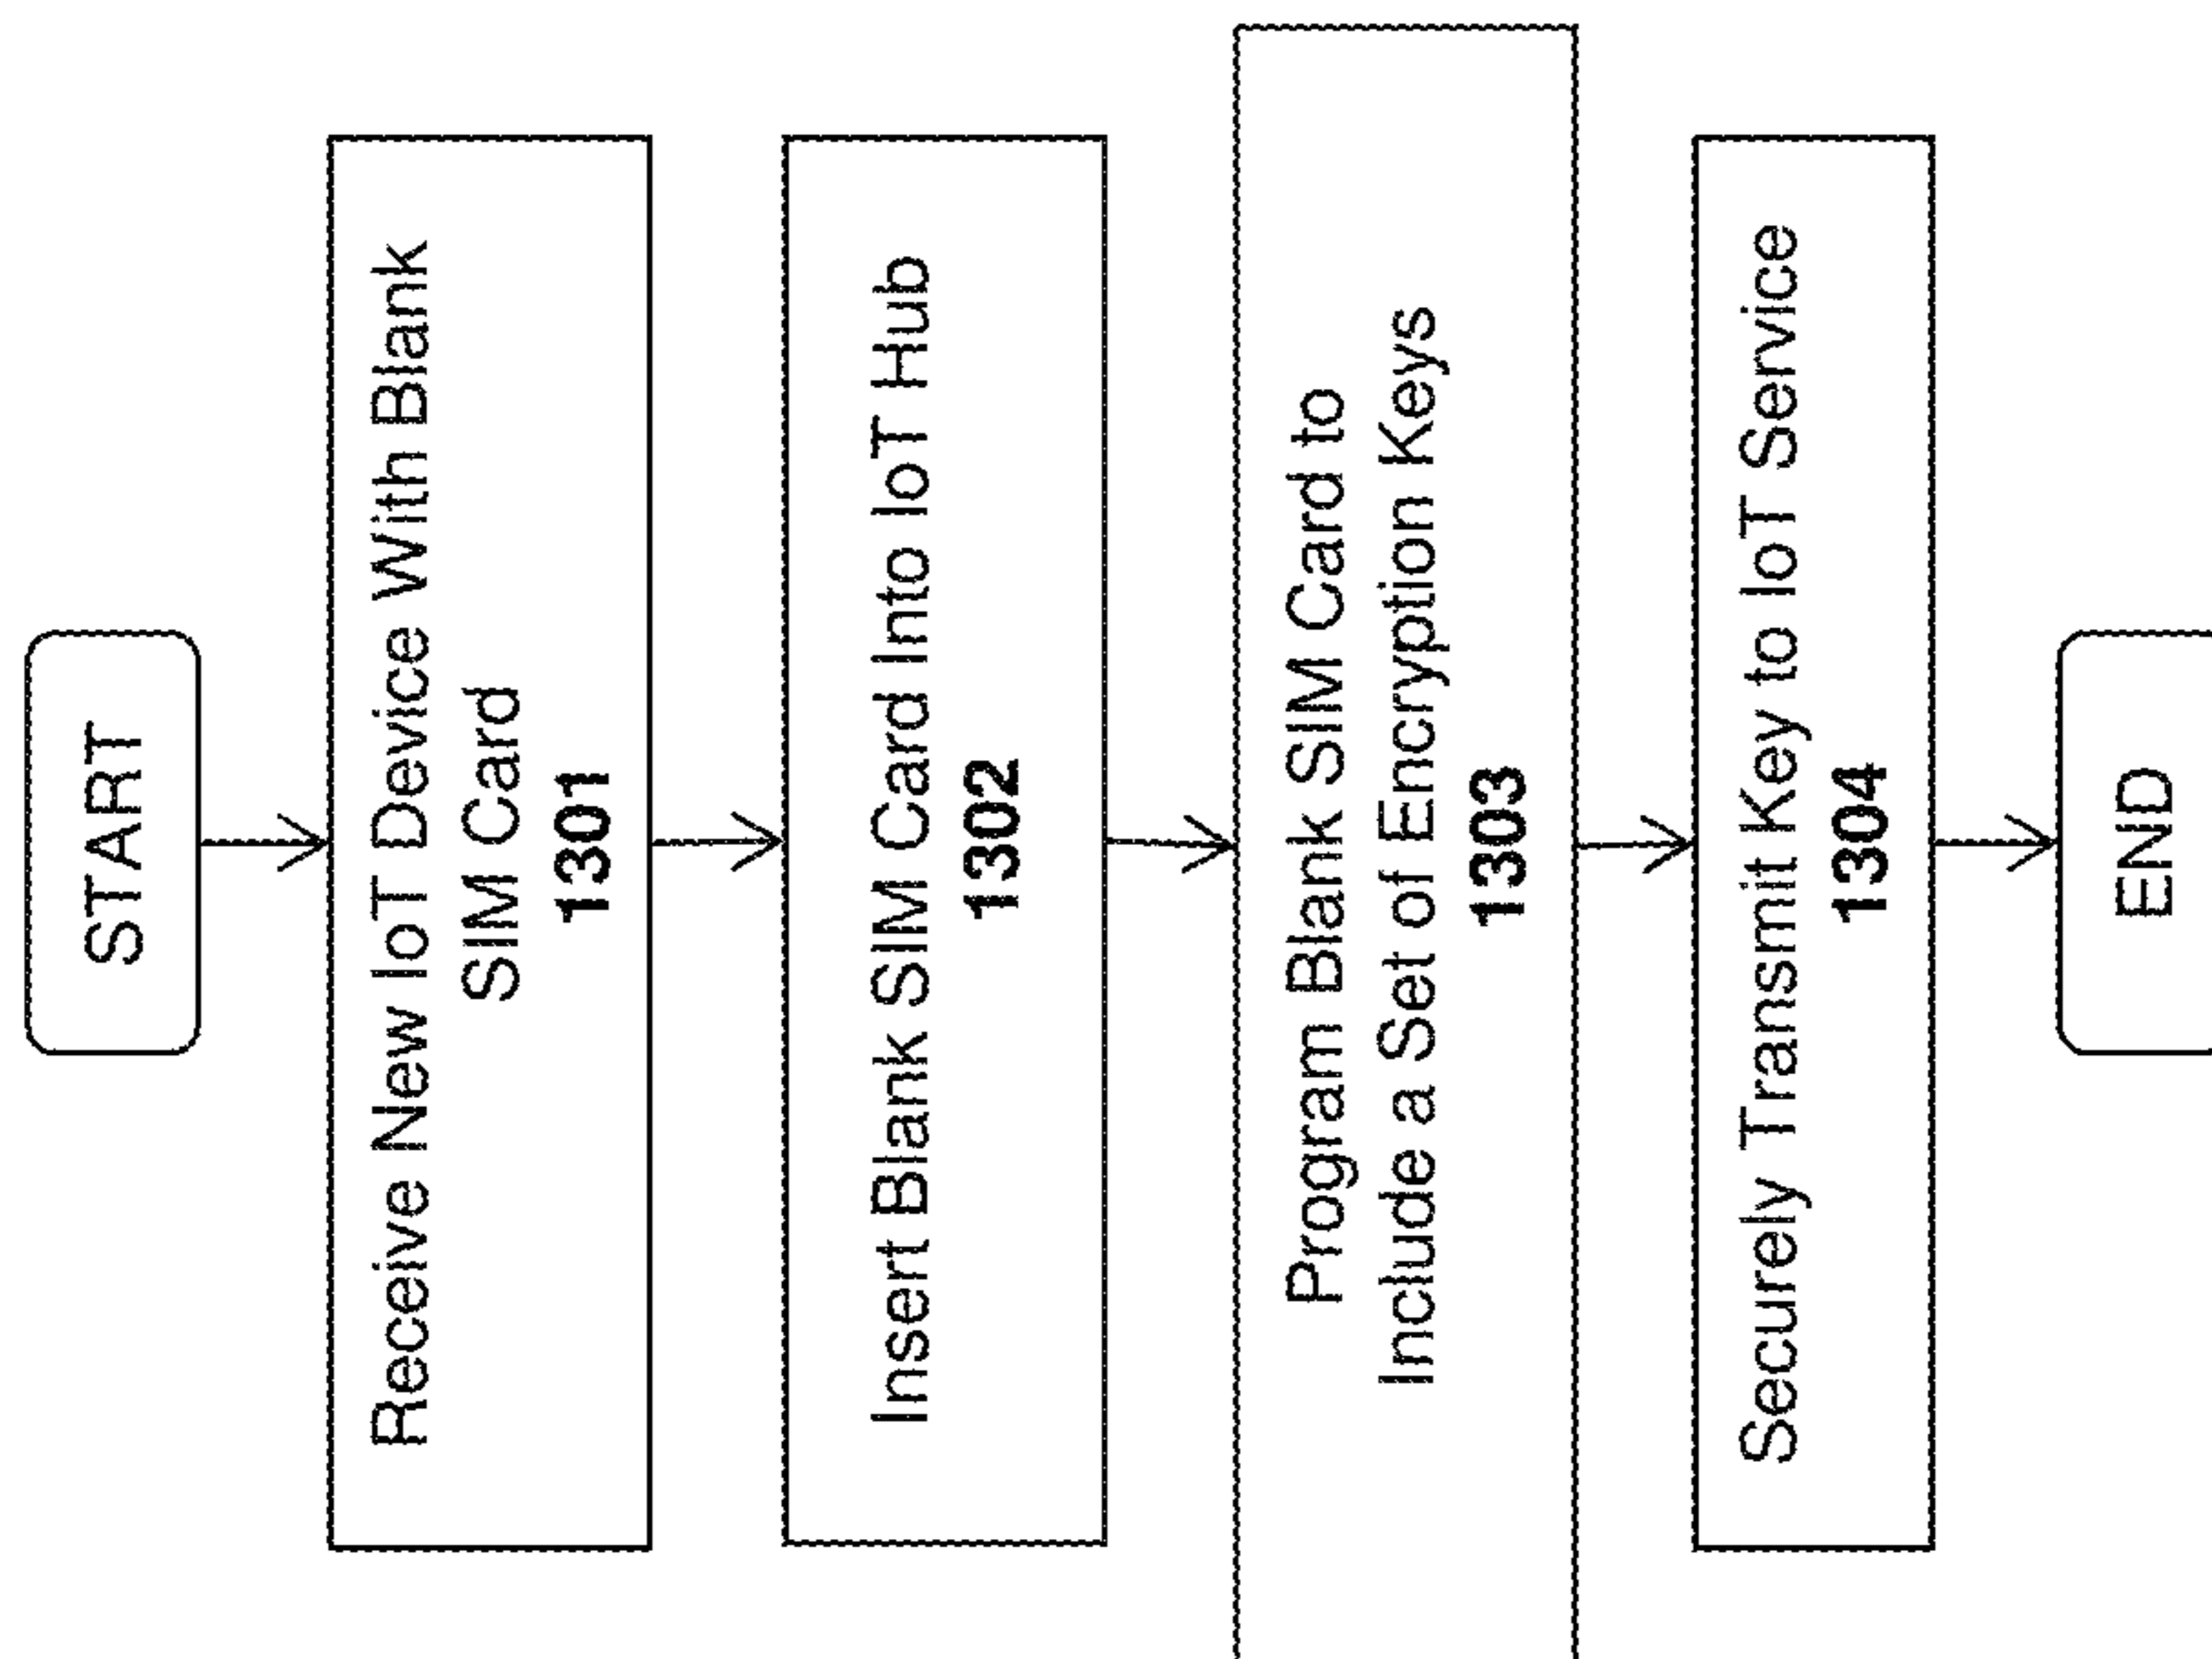 START
Receive New IoT Device With Blank
SIM Card
1301
Insert Blank SIM Card Into IoT Hub
1302
Program Blank SIM Card to
Include a Set of Encryption Keys
1303
Securely Transmit Key to IoT Service
1304
END